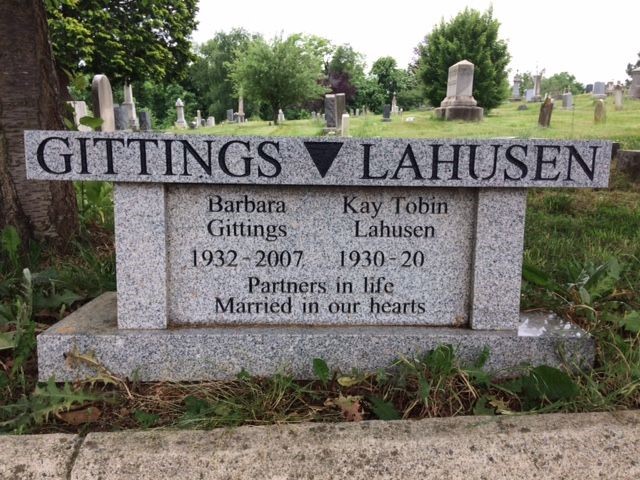 GITTINGS LAHUSEN
Barbara Kay Tobin
Gittings Lahusen
1932-2007 1930-20
Partners in life
Married in our hearts